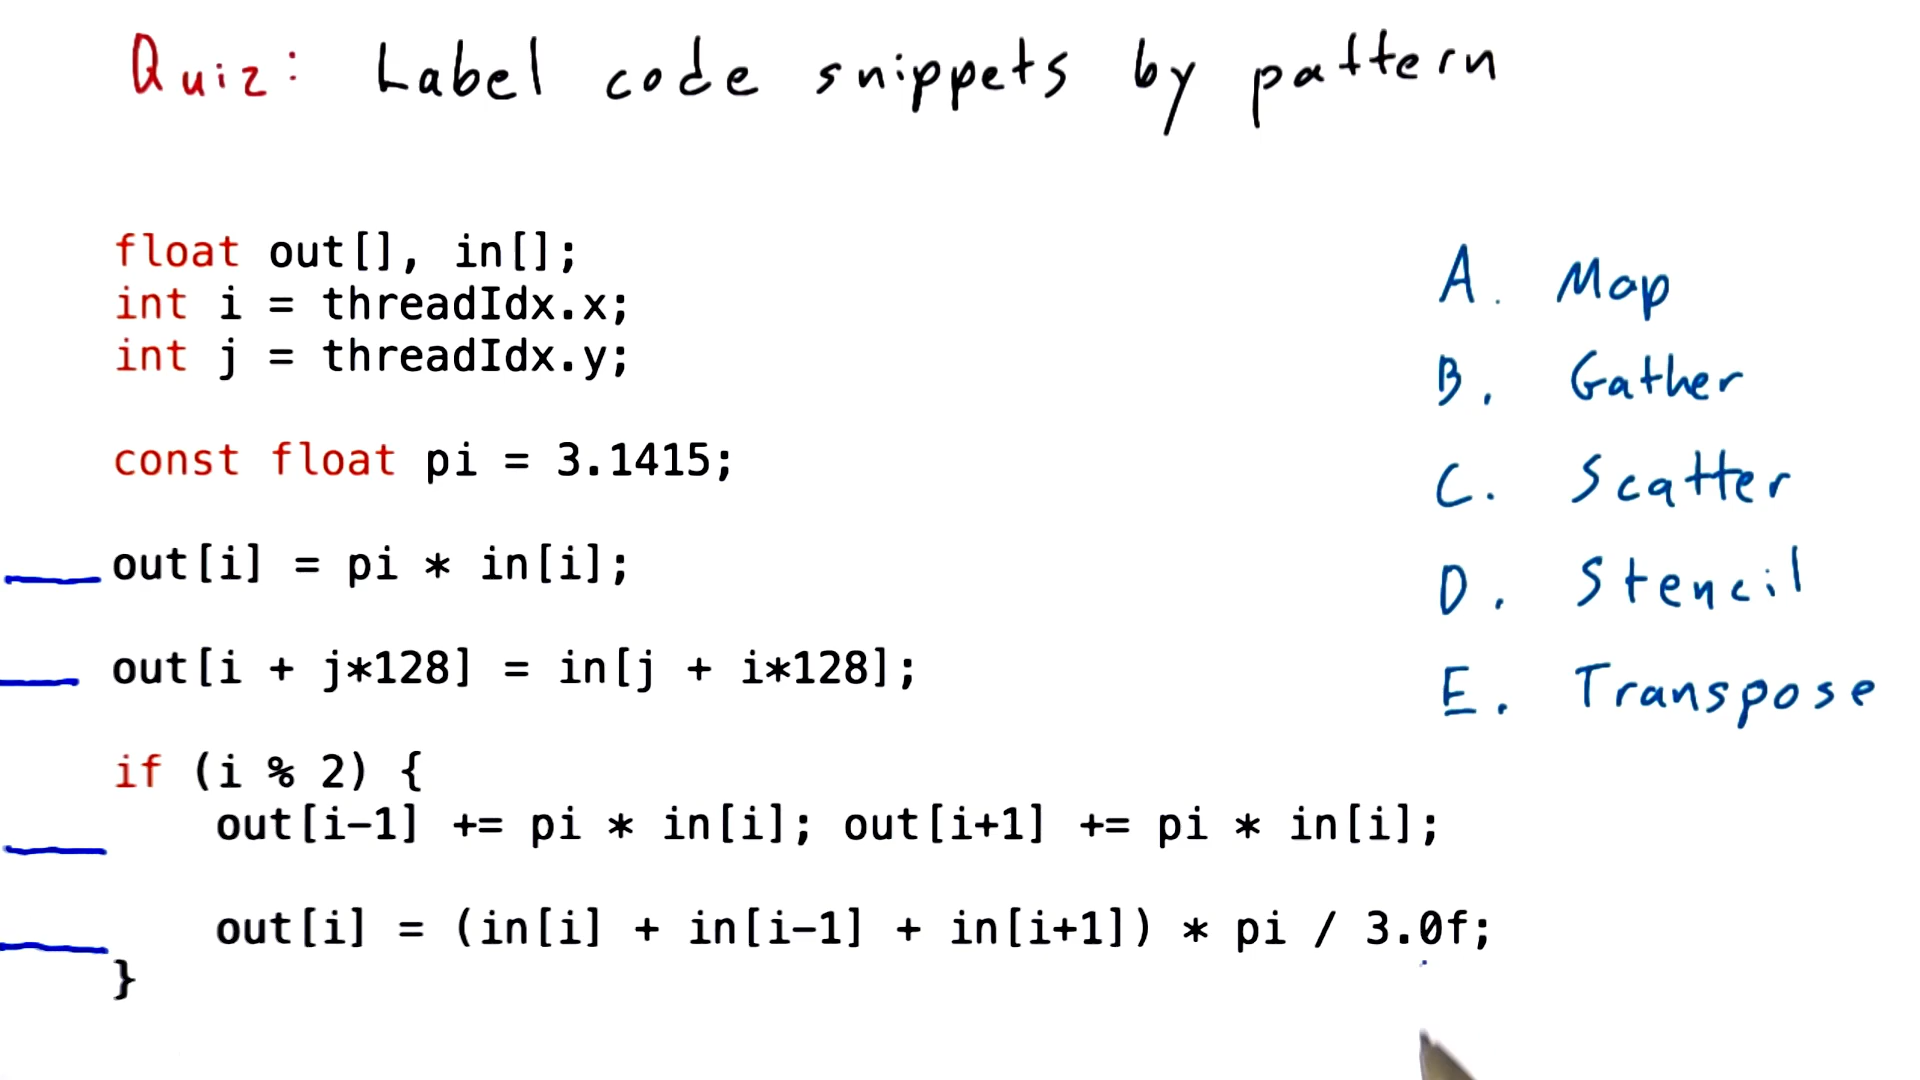 Quiz: Label code snippets by pattern
float out[], in[];
int i = threadIdx.x;
int j = threadIdx.y;
const float pi = 3.1415;
out[i] = pi * in[i];
out[i + j*128] = in[j + i*128];
if (i % 2) {
out[i-1] += pi * in[i]; out[i+1] += pi * in[i];
out[i] = (in[i] + in[i-1] + in[i+1]) * pi / 3.0f;
}
A. Map
B. Gather
C. Scatter
D. Stencil
E. Transpose